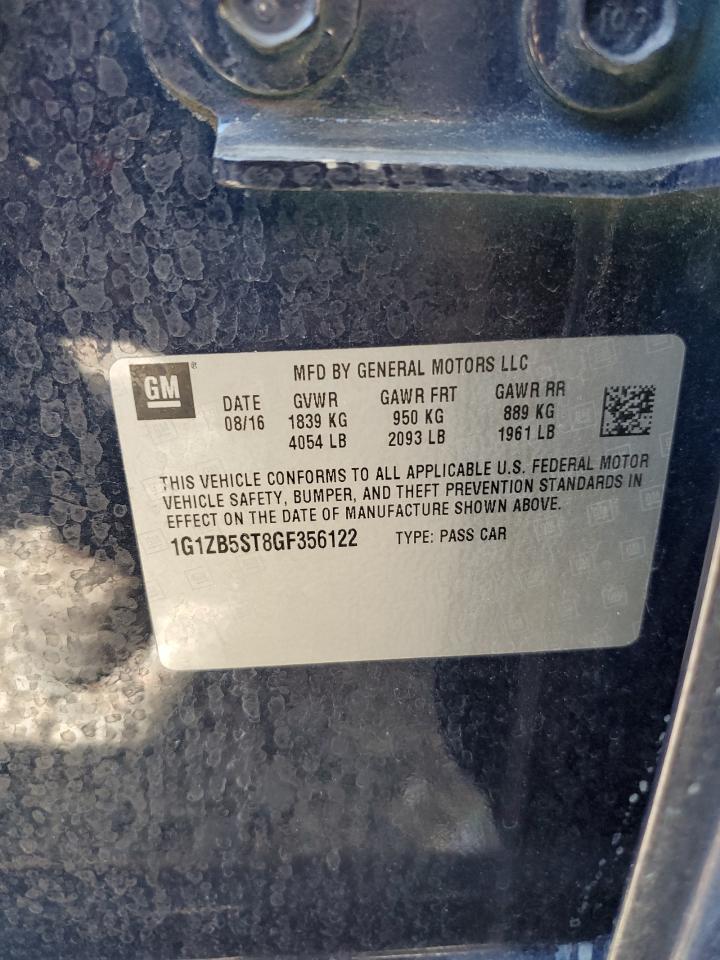 GM
MFD BY GENERAL MOTORS LLC
DATE GVWR GAWR FRT GAWR RR
08/16 1839 KG 950 KG 889 KG
4054 LB 2093 LB 1961 LB
THIS VEHICLE CONFORMS TO ALL APPLICABLE U.S. FEDERAL MOTOR
VEHICLE SAFETY, BUMPER, AND THEFT PREVENTION STANDARDS IN
EFFECT ON THE DATE OF MANUFACTURE SHOWN ABOVE.
1G1ZB5ST8GF356122 TYPE: PASS CAR